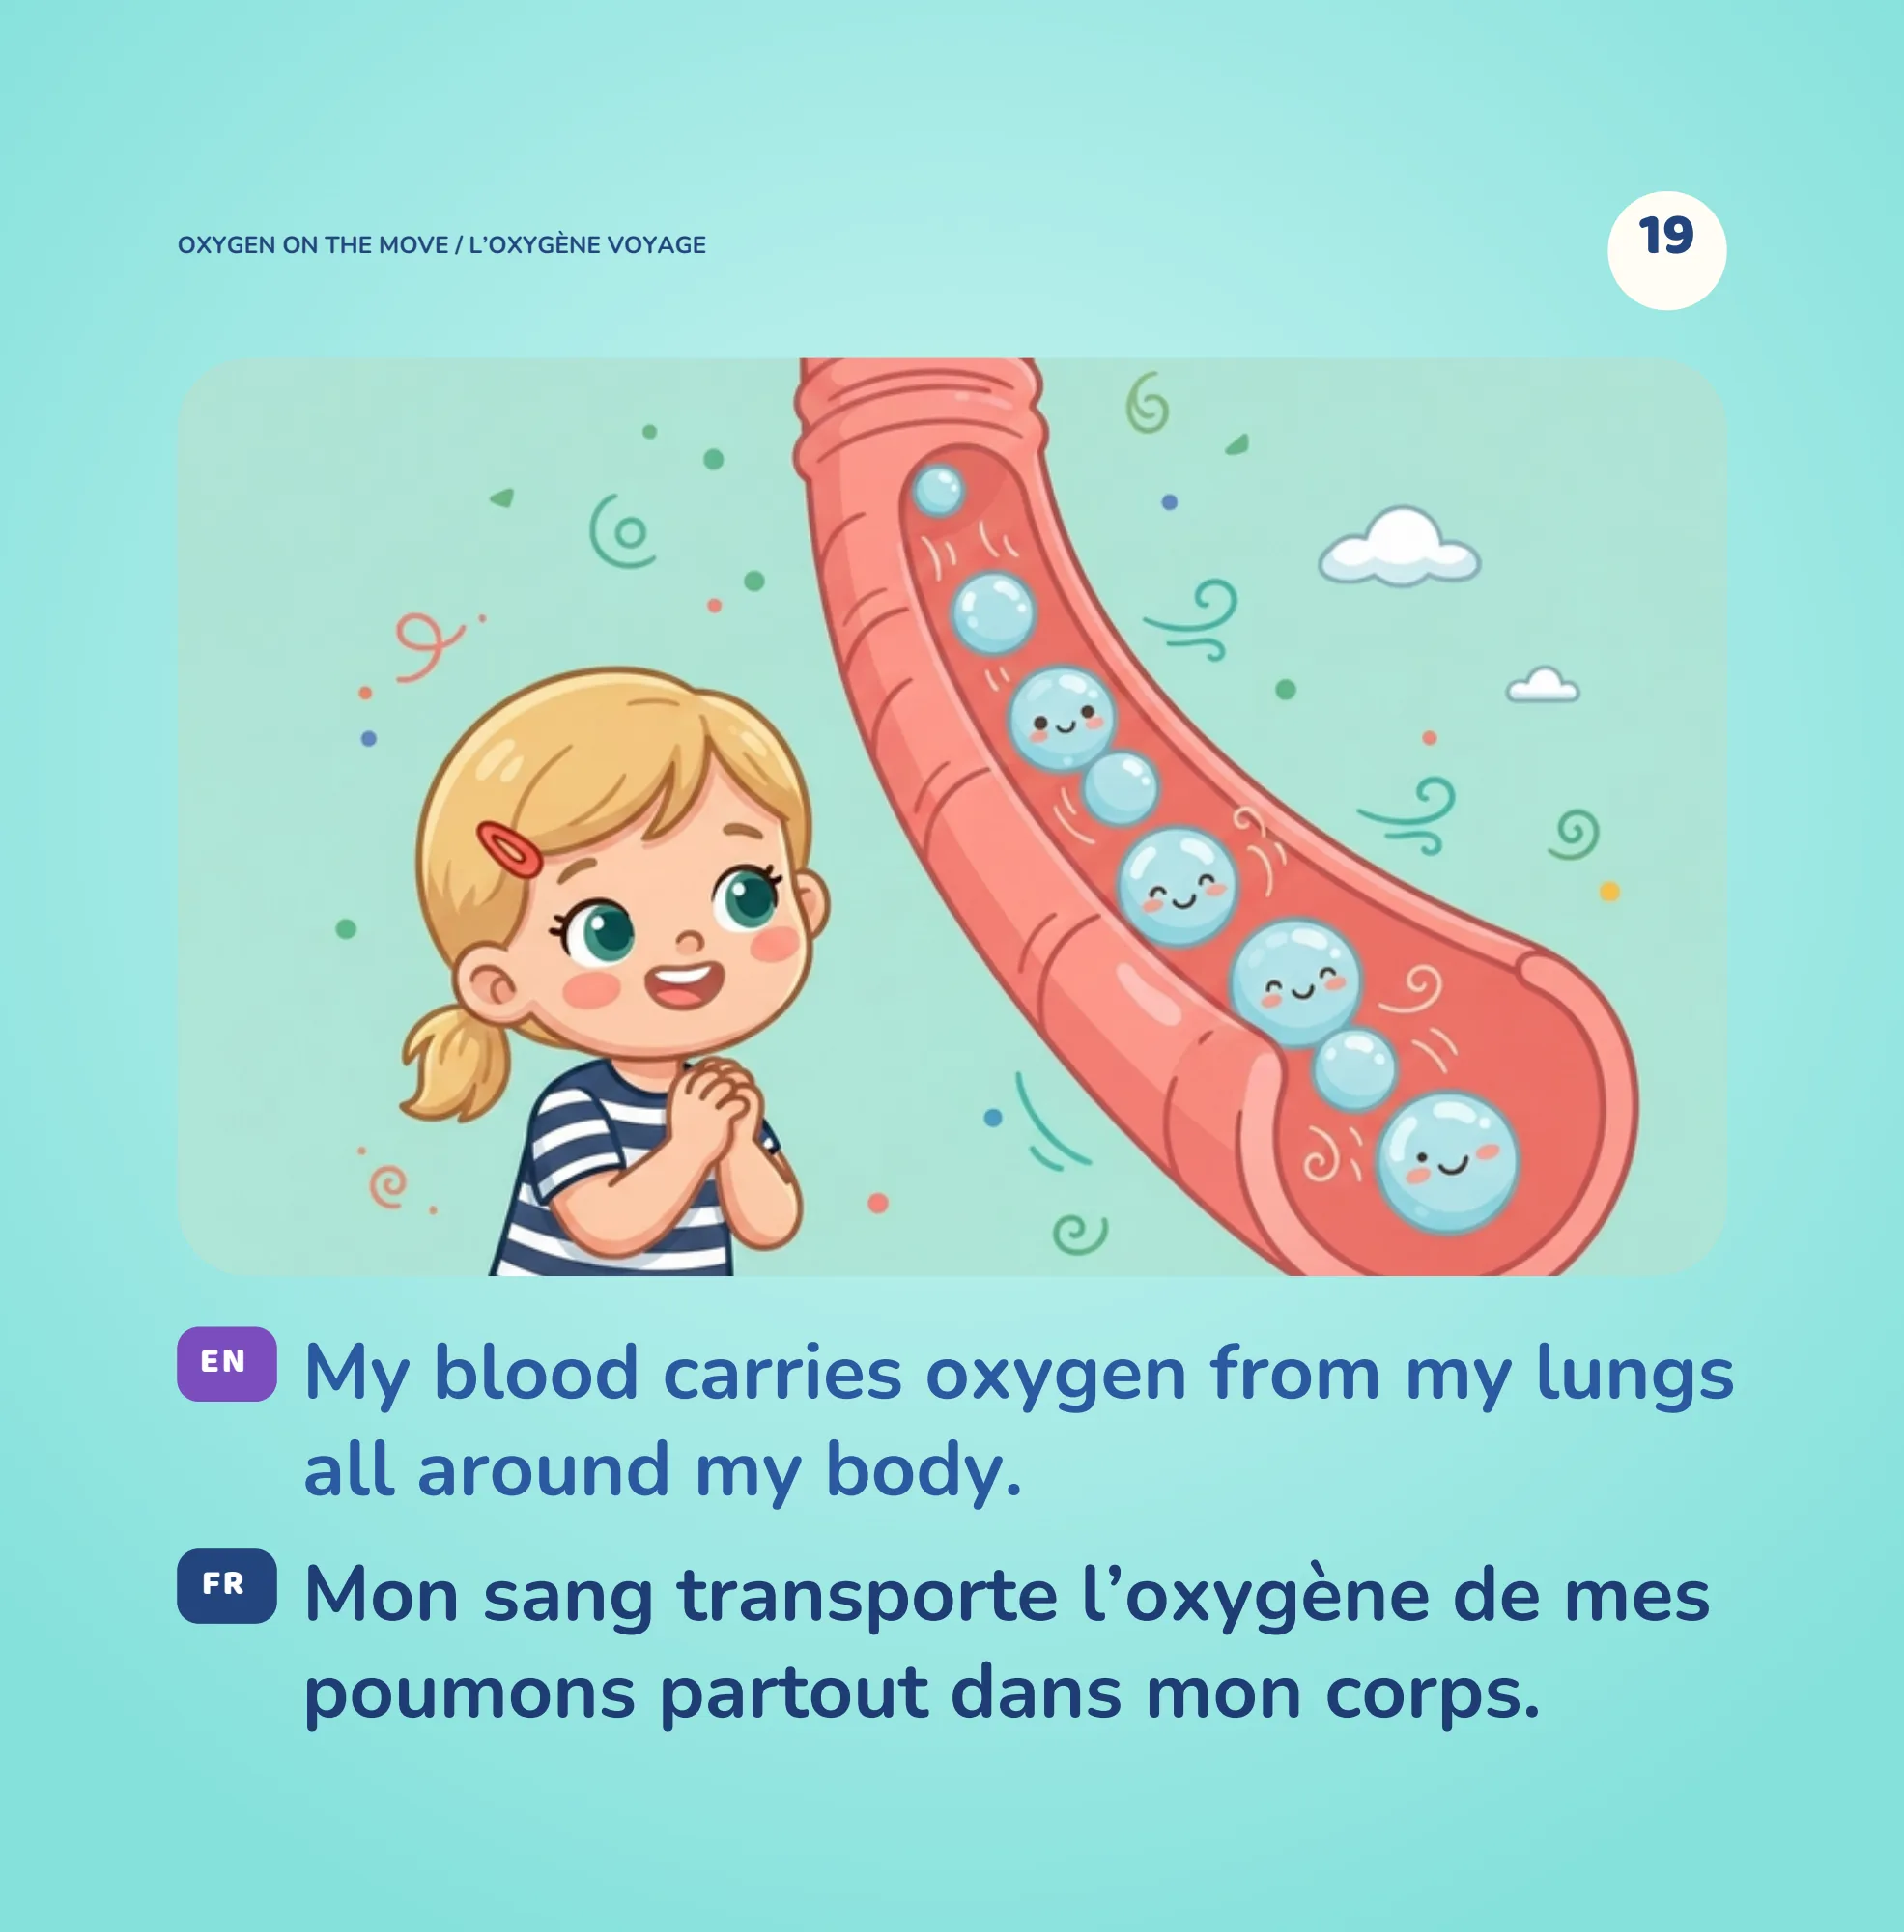 OXYGEN ON THE MOVE / L’OXYGÈNE VOYAGE
19
EN
My blood carries oxygen from my lungs
all around my body.
FR
Mon sang transporte l’oxygène de mes
poumons partout dans mon corps.